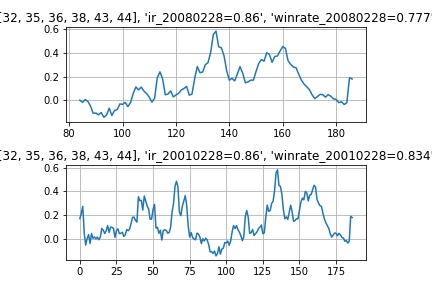 [32, 35, 36, 38, 43, 44], 'ir_20080228=0.86', 'winrate_20080228=0.777'
0.6
0.4
0.2
0.0
80 100 120 140 160 180
[32, 35, 36, 38, 43, 44], 'ir_20010228=0.86', 'winrate_20010228=0.834'
0.6
0.4
0.2
0.0
0 25 50 75 100 125 150 175